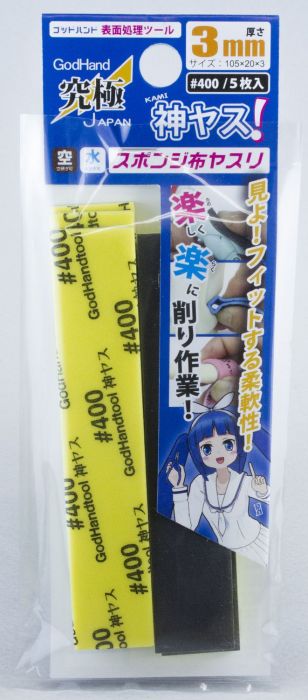 ゴッドハンド 表面処理ツール
GodHand
究極
JAPAN
厚さ
3mm
サイズ：105×20×3
#400/5枚入
KAMI
神ヤス!
空 水
スポンジ布ヤスリ
見よ!フィットする柔軟性!
楽しく楽に削り作業!
#400
GodHandtool 神ヤス
#400
GodHandtool 神ヤス
#400
GodHandtool 神ヤス
#400
GodHandtool 神ヤス